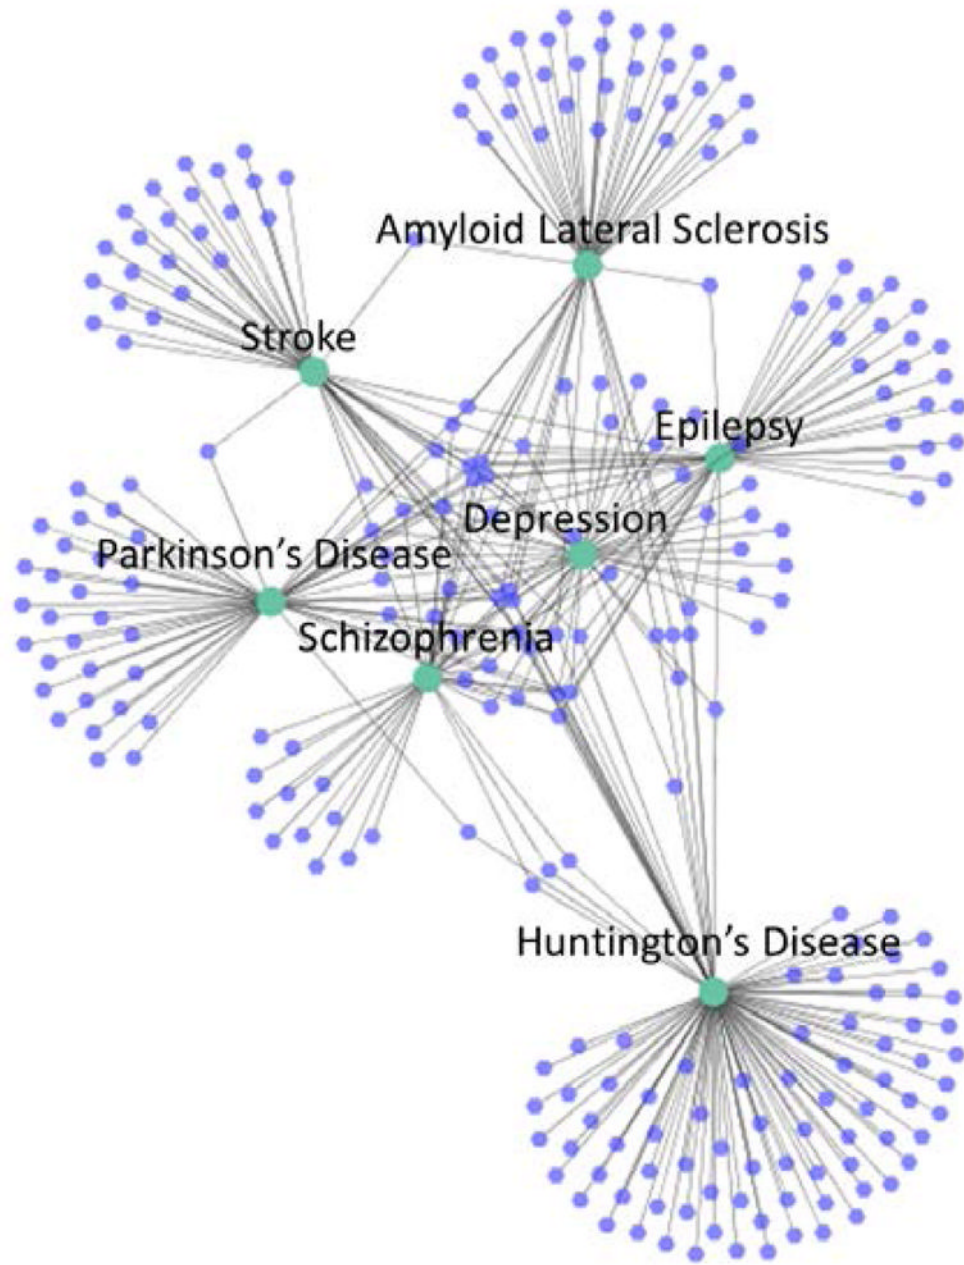 Amyloid Lateral Sclerosis
Stroke
Epilepsy
Depression
Parkinson's Disease
Schizophrenia
Huntington's Disease